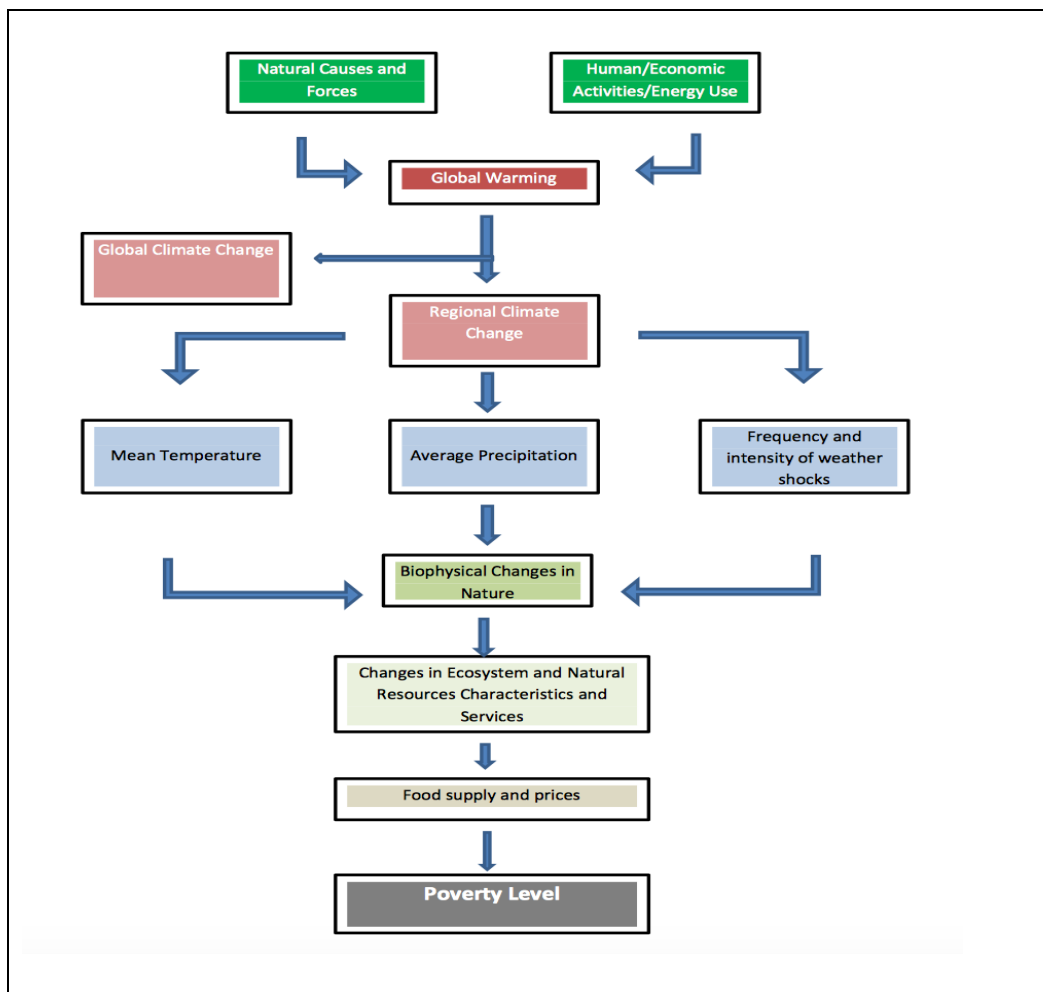 Natural Causes and
Forces
Human/Economic
Activities/Energy Use
Global Warming
Global Climate Change
Regional Climate
Change
Mean Temperature
Average Precipitation
Frequency and
intensity of weather
shocks
Biophysical Changes in
Nature
Changes in Ecosystem and Natural
Resources Characteristics and
Services
Food supply and prices
Poverty Level